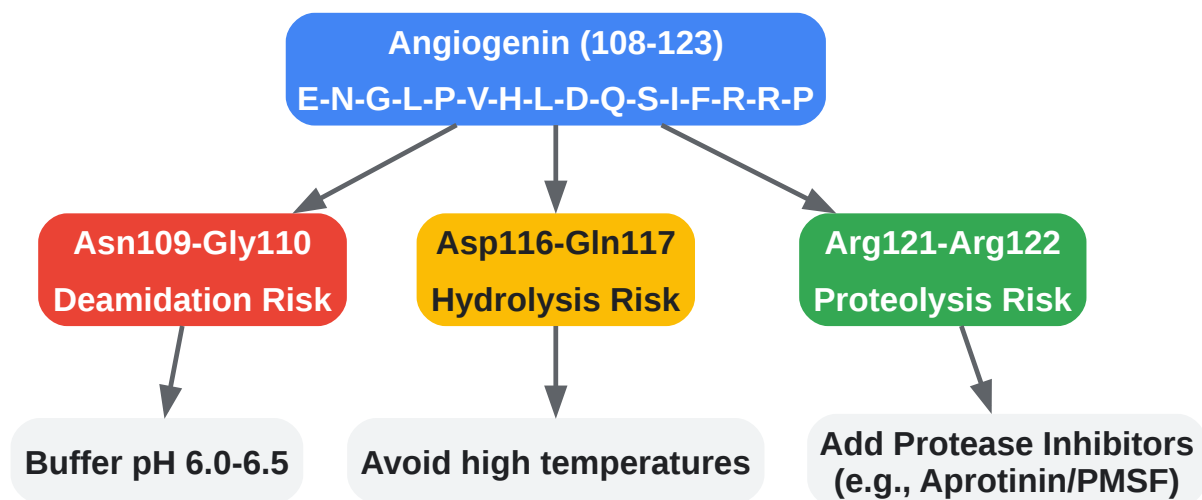 Angiogenin (108-123)
E-N-G-L-P-V-H-L-D-Q-S-I-F-R-R-P
Asn109-Gly110
Deamidation Risk
Asp116-Gln117
Hydrolysis Risk
Arg121-Arg122
Proteolysis Risk
Buffer pH 6.0-6.5
Avoid high temperatures
Add Protease Inhibitors
(e.g., Aprotinin/PMSF)